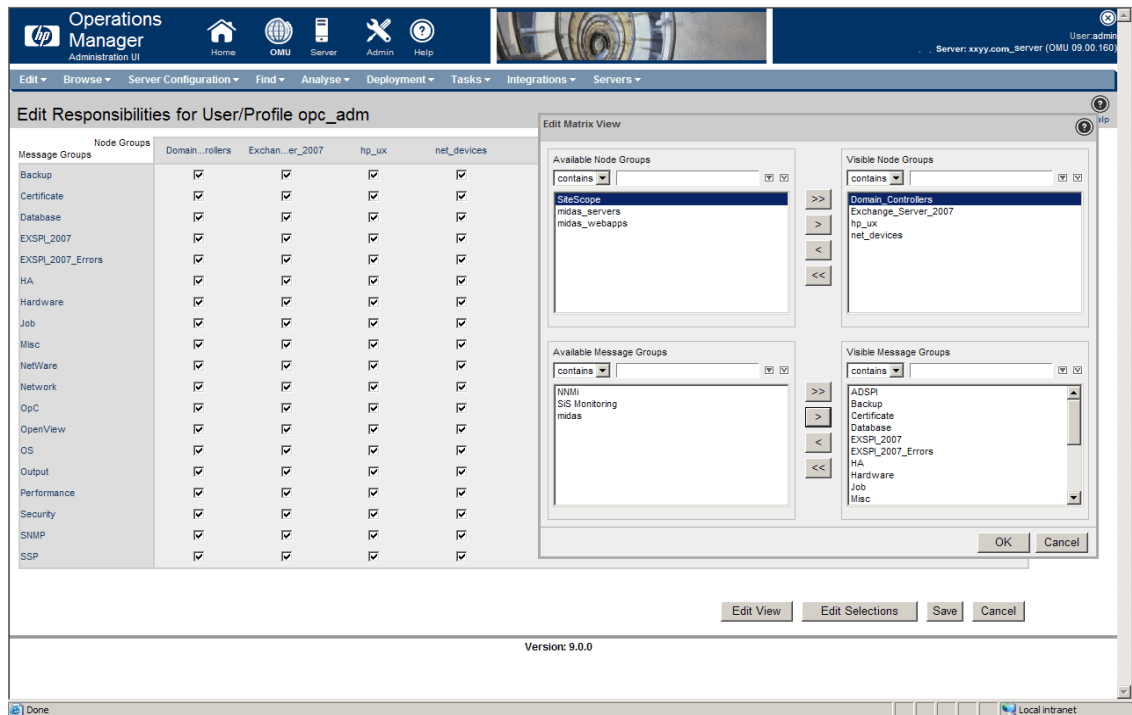 hp
Operations
Manager
Administration UI
Home
OMU
Server
Admin
Help
User:admin
Server: xxyy.com_server (OMU 09.00.160)
Edit Browse Server Configuration Find Analyse Deployment Tasks Integrations Servers
Edit Responsibilities for User/Profile opc_adm
Node Groups
Message Groups
Domain...rollers Exchan...er_2007 hp_ux net_devices
Backup
Certificate
Database
EXSPI_2007
EXSPI_2007_Errors
HA
Hardware
Job
Misc
NetWare
Network
OpC
OpenView
OS
Output
Performance
Security
SNMP
SSP
Edit Matrix View
Available Node Groups
contains
SiteScope
midas_servers
midas_webapps
>>
>
<
<<
Visible Node Groups
contains
Domain_Controllers
Exchange_Server_2007
hp_ux
net_devices
Available Message Groups
contains
NNMi
SiS Monitoring
midas
>>
>
<
<<
Visible Message Groups
contains
ADSPI
Backup
Certificate
Database
EXSPI_2007
EXSPI_2007_Errors
HA
Hardware
Job
Misc
OK Cancel
Edit View Edit Selections Save Cancel
Version: 9.0.0
Done
Local intranet